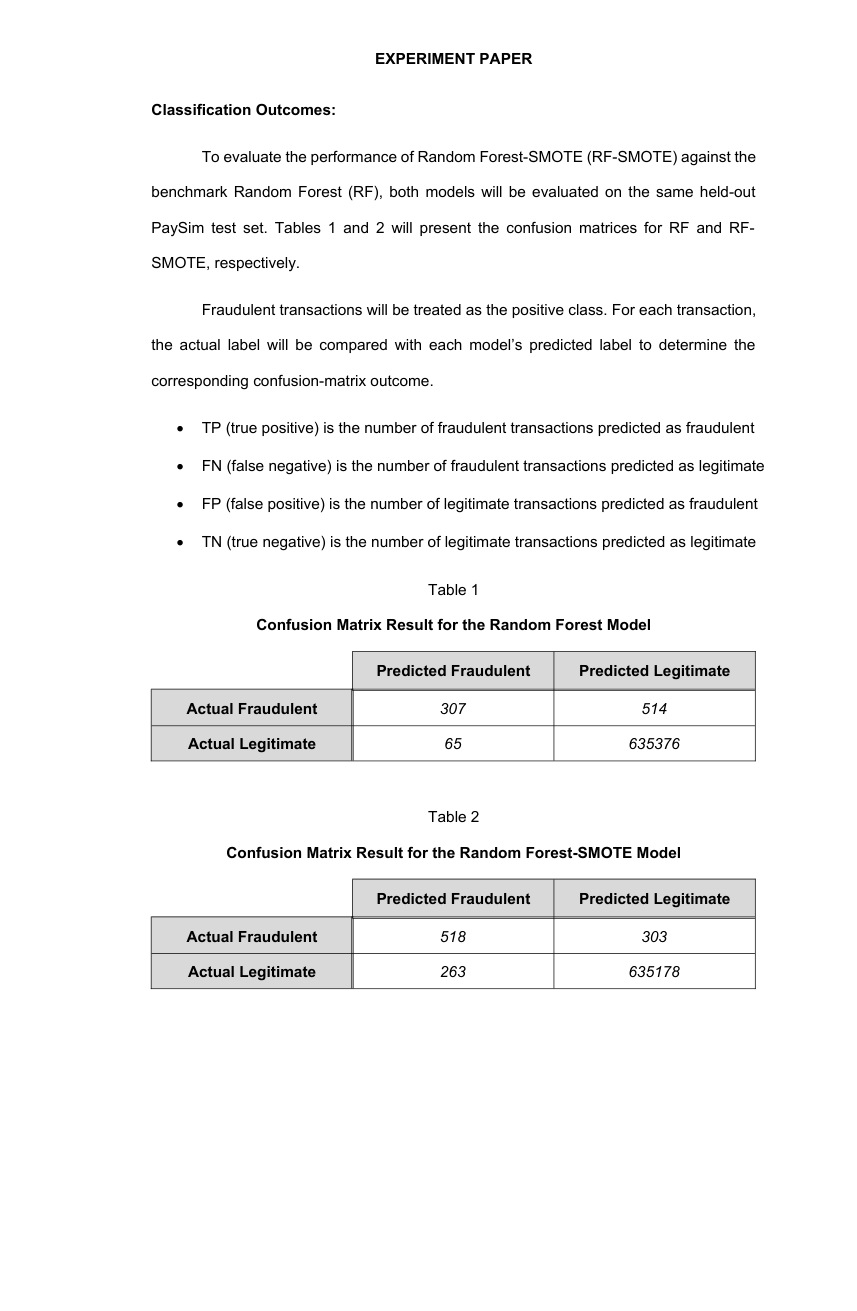 EXPERIMENT PAPER
Classification Outcomes:
To evaluate the performance of Random Forest-SMOTE (RF-SMOTE) against the
benchmark Random Forest (RF), both models will be evaluated on the same held-out
PaySim test set. Tables 1 and 2 will present the confusion matrices for RF and RF-
SMOTE, respectively.
Fraudulent transactions will be treated as the positive class. For each transaction,
the actual label will be compared with each model’s predicted label to determine the
corresponding confusion-matrix outcome.
• TP (true positive) is the number of fraudulent transactions predicted as fraudulent
• FN (false negative) is the number of fraudulent transactions predicted as legitimate
• FP (false positive) is the number of legitimate transactions predicted as fraudulent
• TN (true negative) is the number of legitimate transactions predicted as legitimate
Table 1
Confusion Matrix Result for the Random Forest Model
Predicted Fraudulent Predicted Legitimate
Actual Fraudulent 307 514
Actual Legitimate 65 635376
Table 2
Confusion Matrix Result for the Random Forest-SMOTE Model
Predicted Fraudulent Predicted Legitimate
Actual Fraudulent 518 303
Actual Legitimate 263 635178